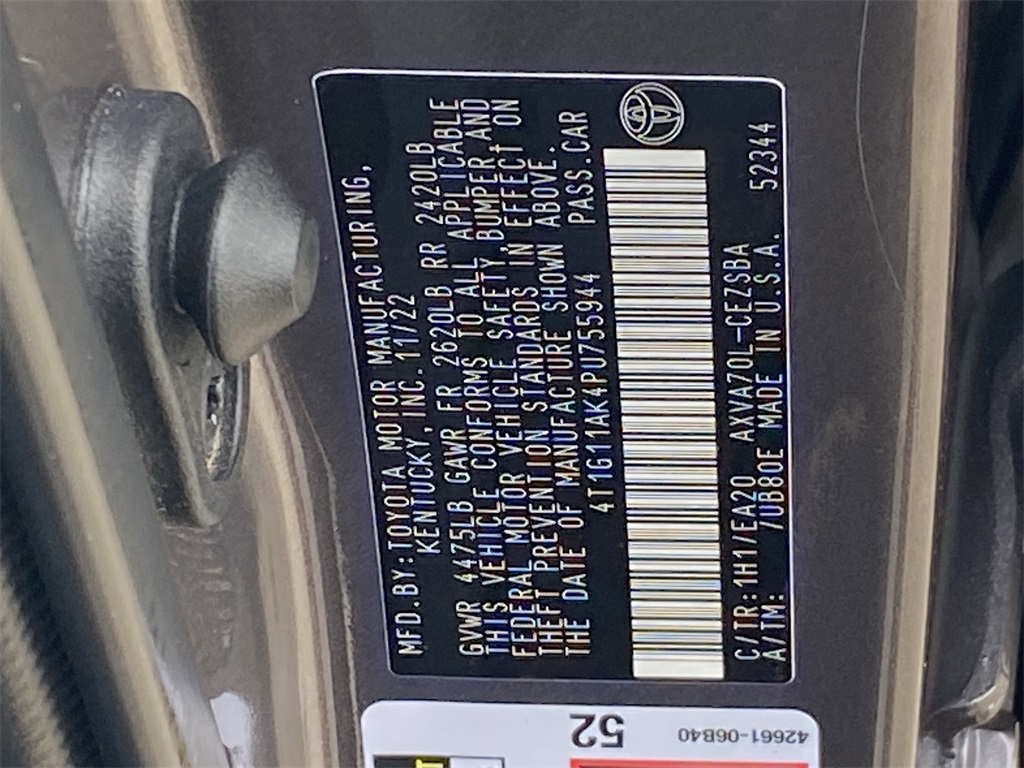 MFD.BY:TOYOTA MOTOR MANUFACTURING,
KENTUCKY, INC. 11/22
GVWR 4475LB GAWR FR 2620LB RR 2420LB
THIS VEHICLE CONFORMS TO ALL APPLICABLE
FEDERAL MOTOR VEHICLE SAFETY,BUMPER,AND
THEFT PREVENTION STANDARDS IN EFFECT ON
THE DATE OF MANUFACTURE SHOWN ABOVE.
4T1G11AK4PU755944 PASS.CAR
C/TR:1H1/EA20 AXVA70L-CEZSBA
A/TM: /UB80E MADE IN U.S.A. 52344
52
42661-06B40